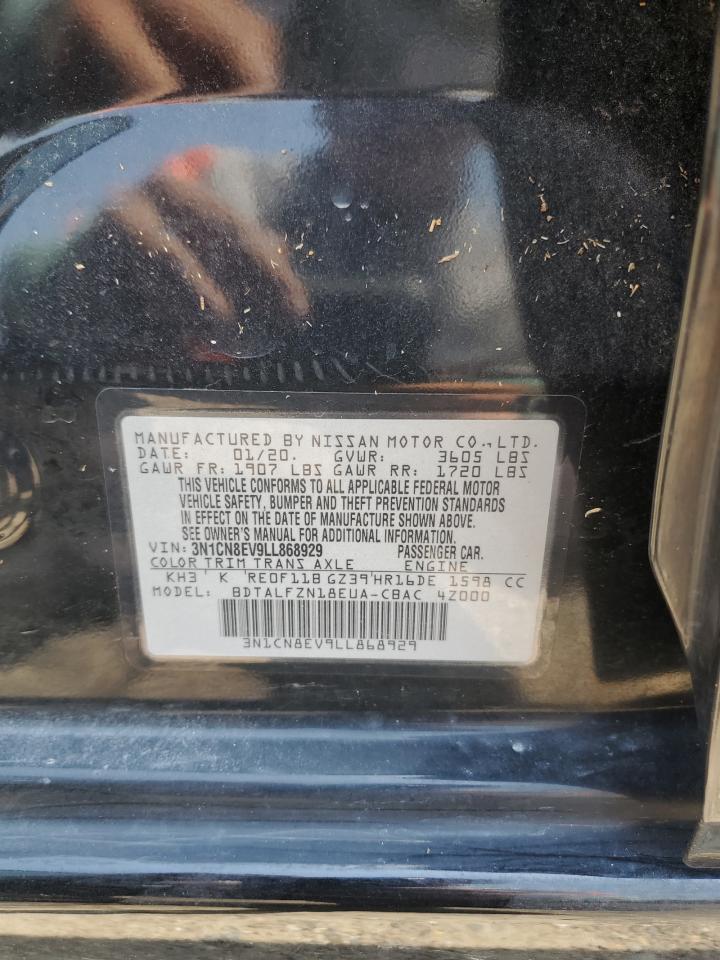 MANUFACTURED BY NISSAN MOTOR CO., LTD.
DATE: 01/20. GVWR: 3605 LBS
GAWR FR: 1907 LBS GAWR RR: 1720 LBS
THIS VEHICLE CONFORMS TO ALL APPLICABLE FEDERAL MOTOR
VEHICLE SAFETY, BUMPER AND THEFT PREVENTION STANDARDS
IN EFFECT ON THE DATE OF MANUFACTURE SHOWN ABOVE.
SEE OWNER'S MANUAL FOR ADDITIONAL INFORMATION.
VIN: 3N1CN8EV9LL868929 PASSENGER CAR.
COLOR TRIM TRANS AXLE ENGINE
KH3 ' K ' RE0F11B GZ39 ' HR16DE 1598 CC
MODEL: BDTALFZN18EUA-CBAC 4Z000
3N1CN8EV9LL868929